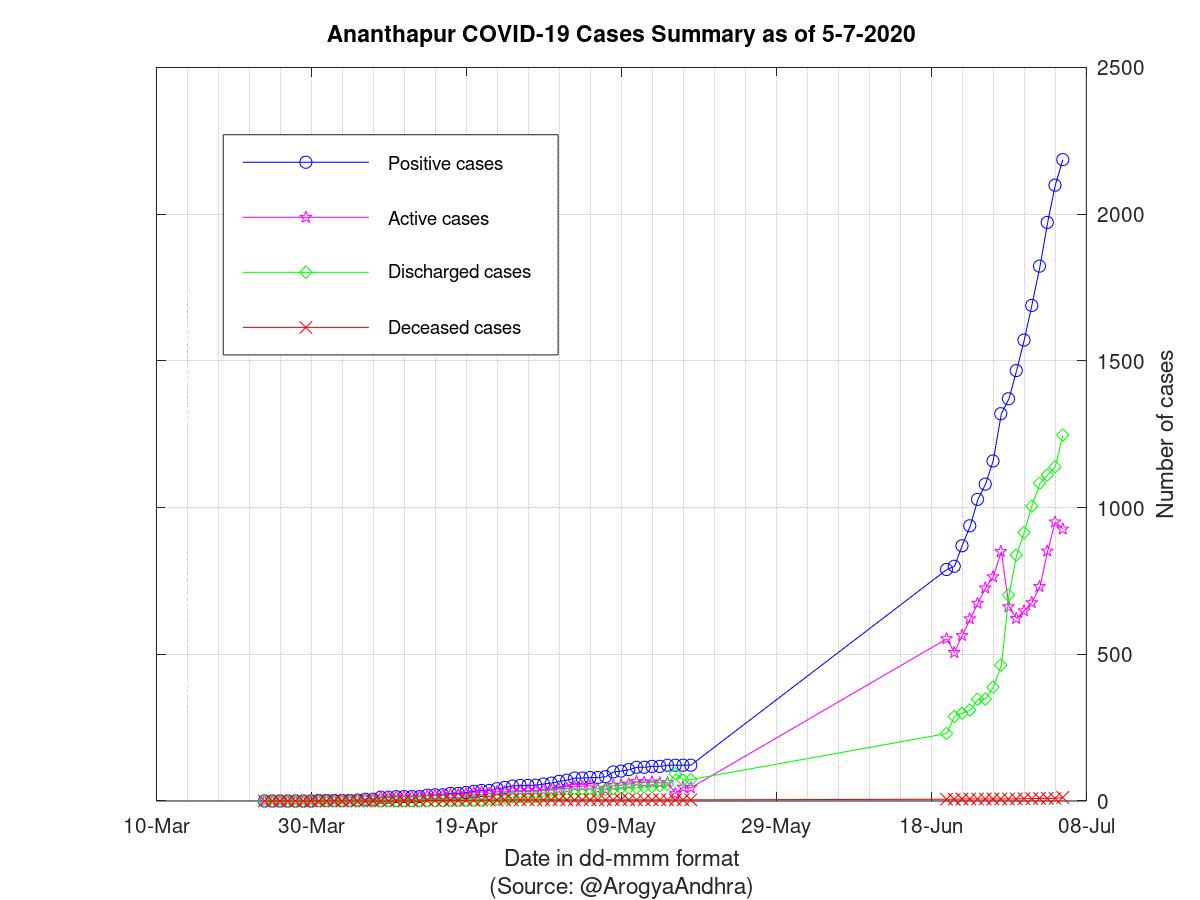 Ananthapur COVID-19 Cases Summary as of 5-7-2020
Positive cases
Active cases
Discharged cases
Deceased cases
2500
2000
1500
1000
500
0
Number of cases
10-Mar 30-Mar 19-Apr 09-May 29-May 18-Jun 08-Jul
Date in dd-mmm format
(Source: @ArogyaAndhra)